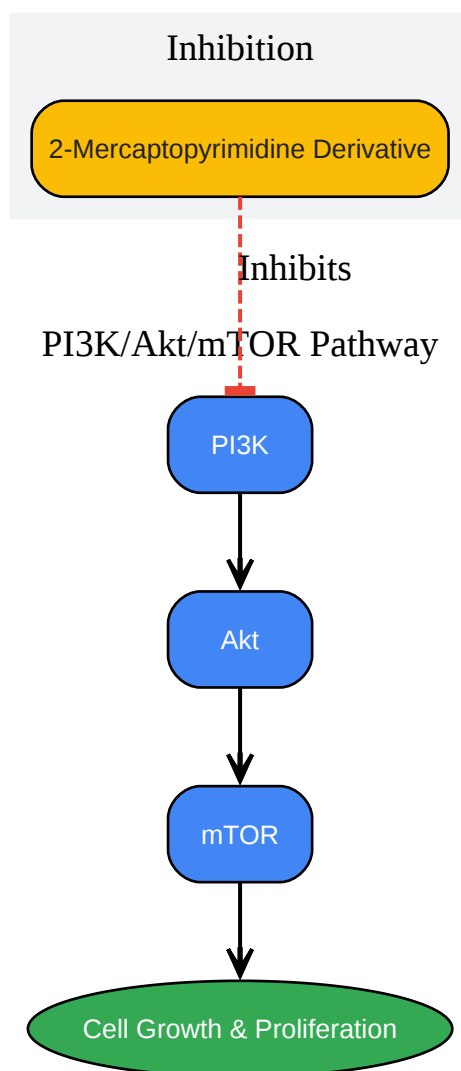 Inhibition
2-Mercaptopyrimidine Derivative
Inhibits
PI3K/Akt/mTOR Pathway
PI3K
Akt
mTOR
Cell Growth & Proliferation